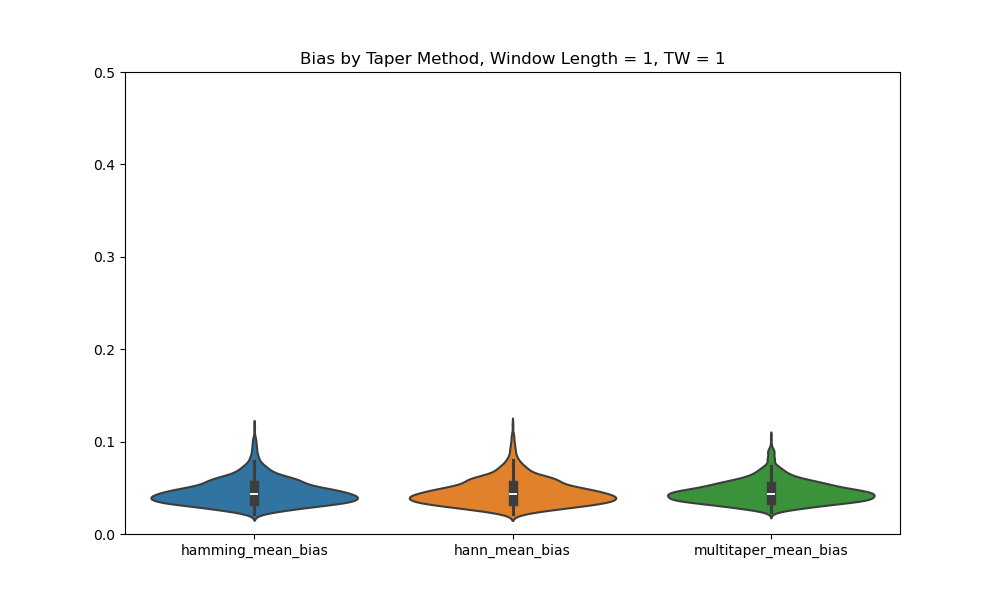 Bias by Taper Method, Window Length = 1, TW = 1
0.5
0.4
0.3
0.2
0.1
0.0
hamming_mean_bias
hann_mean_bias
multitaper_mean_bias